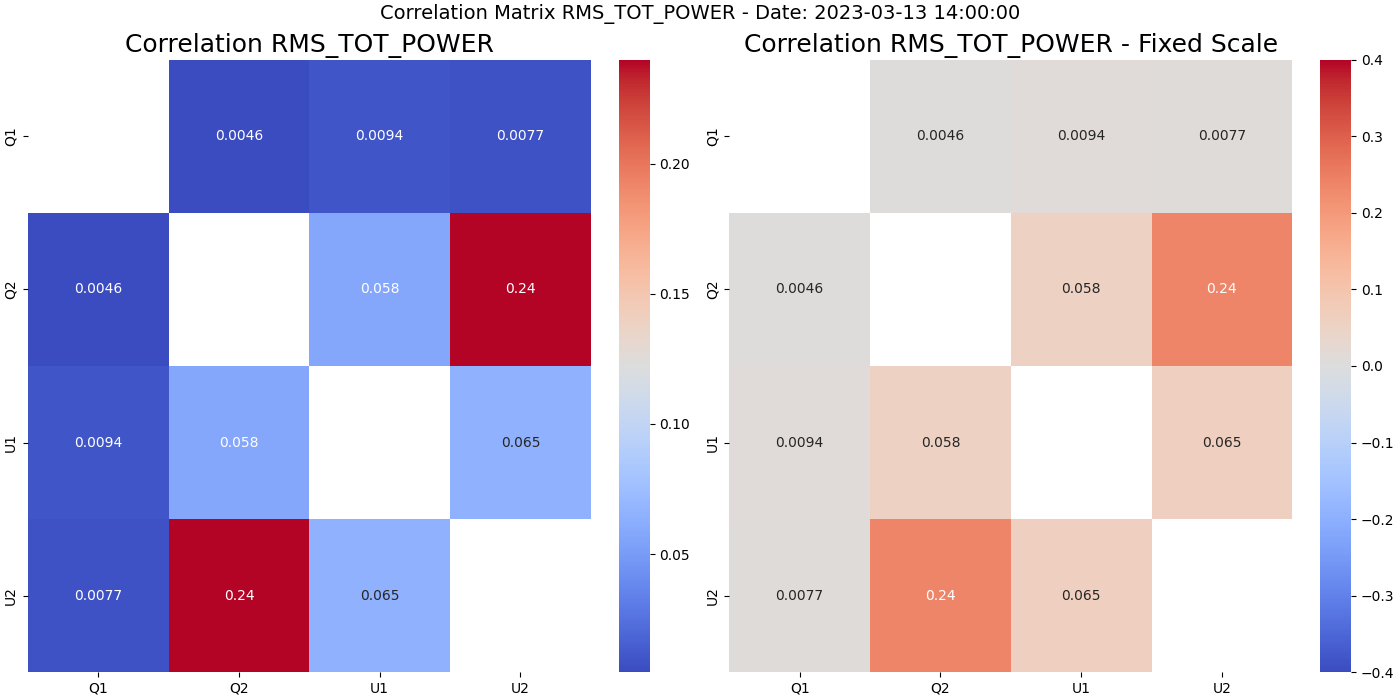 Correlation Matrix RMS_TOT_POWER - Date: 2023-03-13 14:00:00
Correlation RMS_TOT_POWER
Q1
0.0046
0.0094
0.0077
Q2
0.0046
0.058
0.24
U1
0.0094
0.058
0.065
U2
0.0077
0.24
0.065
Q1
Q2
U1
U2
0.20
0.15
0.10
0.05
Correlation RMS_TOT_POWER - Fixed Scale
Q1
0.0046
0.0094
0.0077
Q2
0.0046
0.058
0.24
U1
0.0094
0.058
0.065
U2
0.0077
0.24
0.065
Q1
Q2
U1
U2
0.4
0.3
0.2
0.1
0.0
−0.1
−0.2
−0.3
−0.4